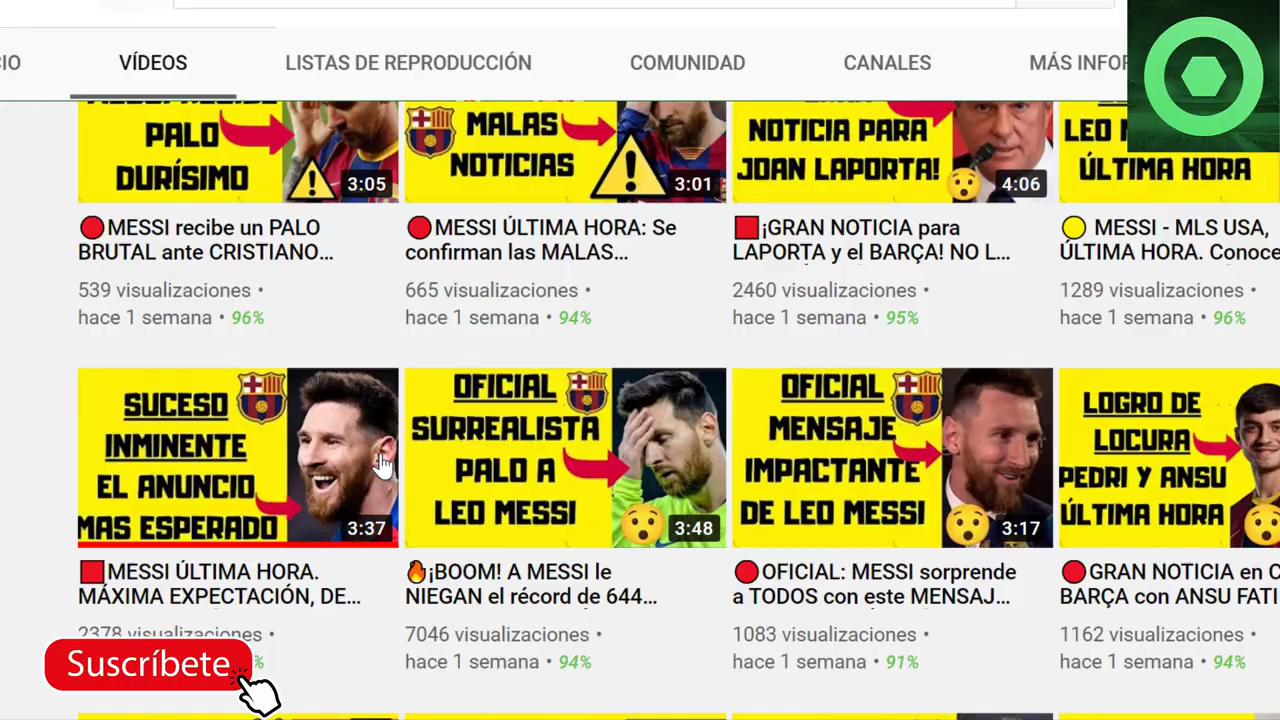 VÍDEOS
LISTAS DE REPRODUCCIÓN
COMUNIDAD
CANALES
MÁS
PALO
DURÍSIMO
3:05
MALAS
NOTICIAS
3:01
NOTICIA PARA
JOAN LAPORTA!
4:06
ÚLTIMA HORA
MESSI recibe un PALO
BRUTAL ante CRISTIANO...
539 visualizaciones •
hace 1 semana • 96%
MESSI ÚLTIMA HORA: Se
confirman las MALAS...
665 visualizaciones •
hace 1 semana • 94%
¡GRAN NOTICIA para
LAPORTA y el BARÇA! NO L...
2460 visualizaciones •
hace 1 semana • 95%
MESSI - MLS USA,
ÚLTIMA HORA. Conoce
1289 visualizaciones •
hace 1 semana • 96%
SUCESO
INMINENTE
EL ANUNCIO
MAS ESPERADO
3:37
OFICIAL
SURREALISTA
PALO A
LEO MESSI
3:48
OFICIAL
MENSAJE
IMPACTANTE
DE LEO MESSI
3:17
LOGRO DE
LOCURA
PEDRI Y ANSU
ÚLTIMA HORA
MESSI ÚLTIMA HORA.
MÁXIMA EXPECTACIÓN, DE...
2378 visualizaciones •
¡BOOM! A MESSI le
NIEGAN el récord de 644...
7046 visualizaciones •
hace 1 semana • 94%
OFICIAL: MESSI sorprende
a TODOS con este MENSAJ...
1083 visualizaciones •
hace 1 semana • 91%
GRAN NOTICIA en
BARÇA con ANSU FATI
1162 visualizaciones •
hace 1 semana • 94%
Suscríbete